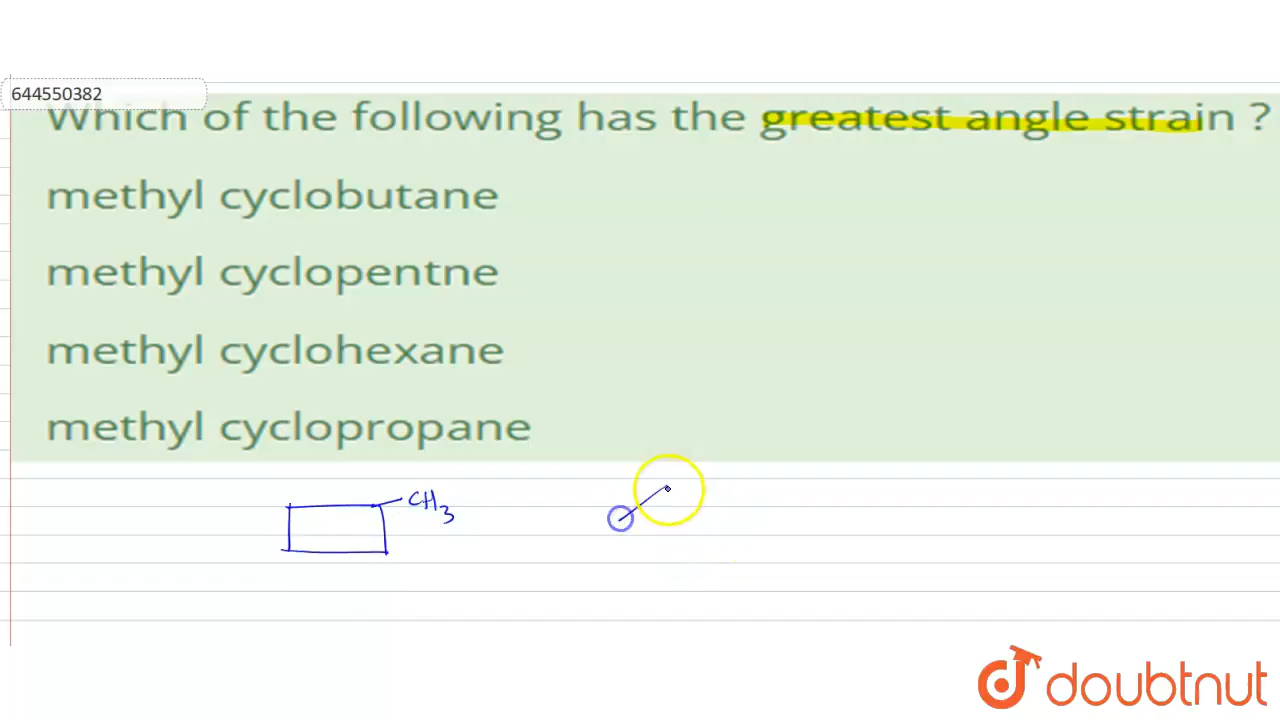 644550382
Which of the following has the greatest angle strain ?
methyl cyclobutane
methyl cyclopentne
methyl cyclohexane
methyl cyclopropane
CH3
doubtnut